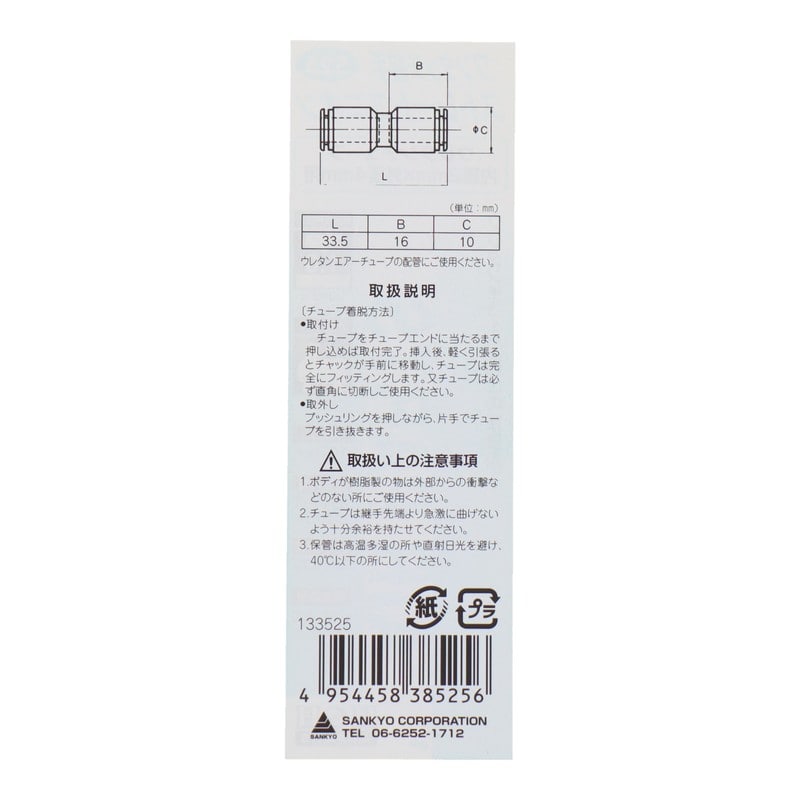 B
ΦC
L
(単位:mm)
L B C
33.5 16 10
ウレタンエアーチューブの配管にご使用ください。
取扱説明
〔チューブ着脱方法〕
●取付け
チューブをチューブエンドに当たるまで
押し込めば取付完了。挿入後、軽く引張る
とチャックが手前に移動し、チューブは完
全にフィッティングします。又チューブは必
ず直角に切断しご使用ください。
●取外し
プッシュリングを押しながら、片手でチュー
ブを引き抜きます。
取扱い上の注意事項
1.ボディが樹脂製の物は外部からの衝撃な
どのない所にご使用ください。
2.チューブは継手先端より急激に曲げない
よう十分余裕を持たせてください。
3.保管は高温多湿の所や直射日光を避け、
40℃以下の所にしてください。
紙 プラ
133525
4 954458 385256
SANKYO
SANKYO CORPORATION
TEL 06-6252-1712